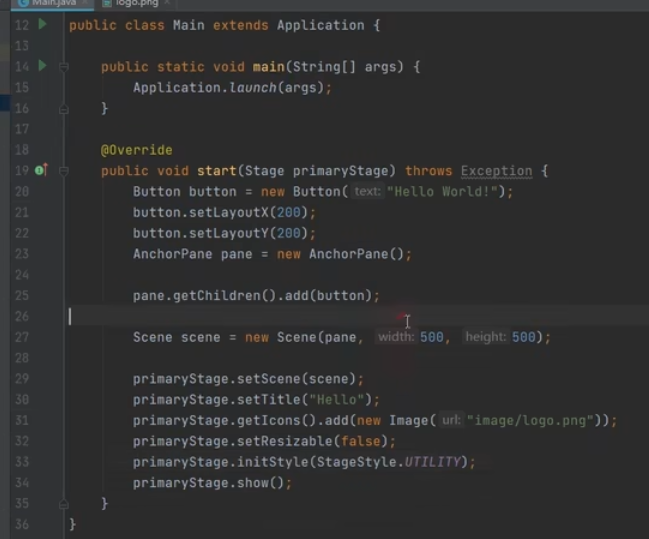 Main.java × logo.png ×
12 public class Main extends Application {
13
14 public static void main(String[] args) {
15 Application.launch(args);
16 }
17
18 @Override
19 public void start(Stage primaryStage) throws Exception {
20 Button button = new Button( text: "Hello World!");
21 button.setLayoutX(200);
22 button.setLayoutY(200);
23 AnchorPane pane = new AnchorPane();
24
25 pane.getChildren().add(button);
26
27 Scene scene = new Scene(pane, width: 500, height: 500);
28
29 primaryStage.setScene(scene);
30 primaryStage.setTitle("Hello");
31 primaryStage.getIcons().add(new Image( url: "image/logo.png"));
32 primaryStage.setResizable(false);
33 primaryStage.initStyle(StageStyle.UTILITY);
34 primaryStage.show();
35 }
36 }